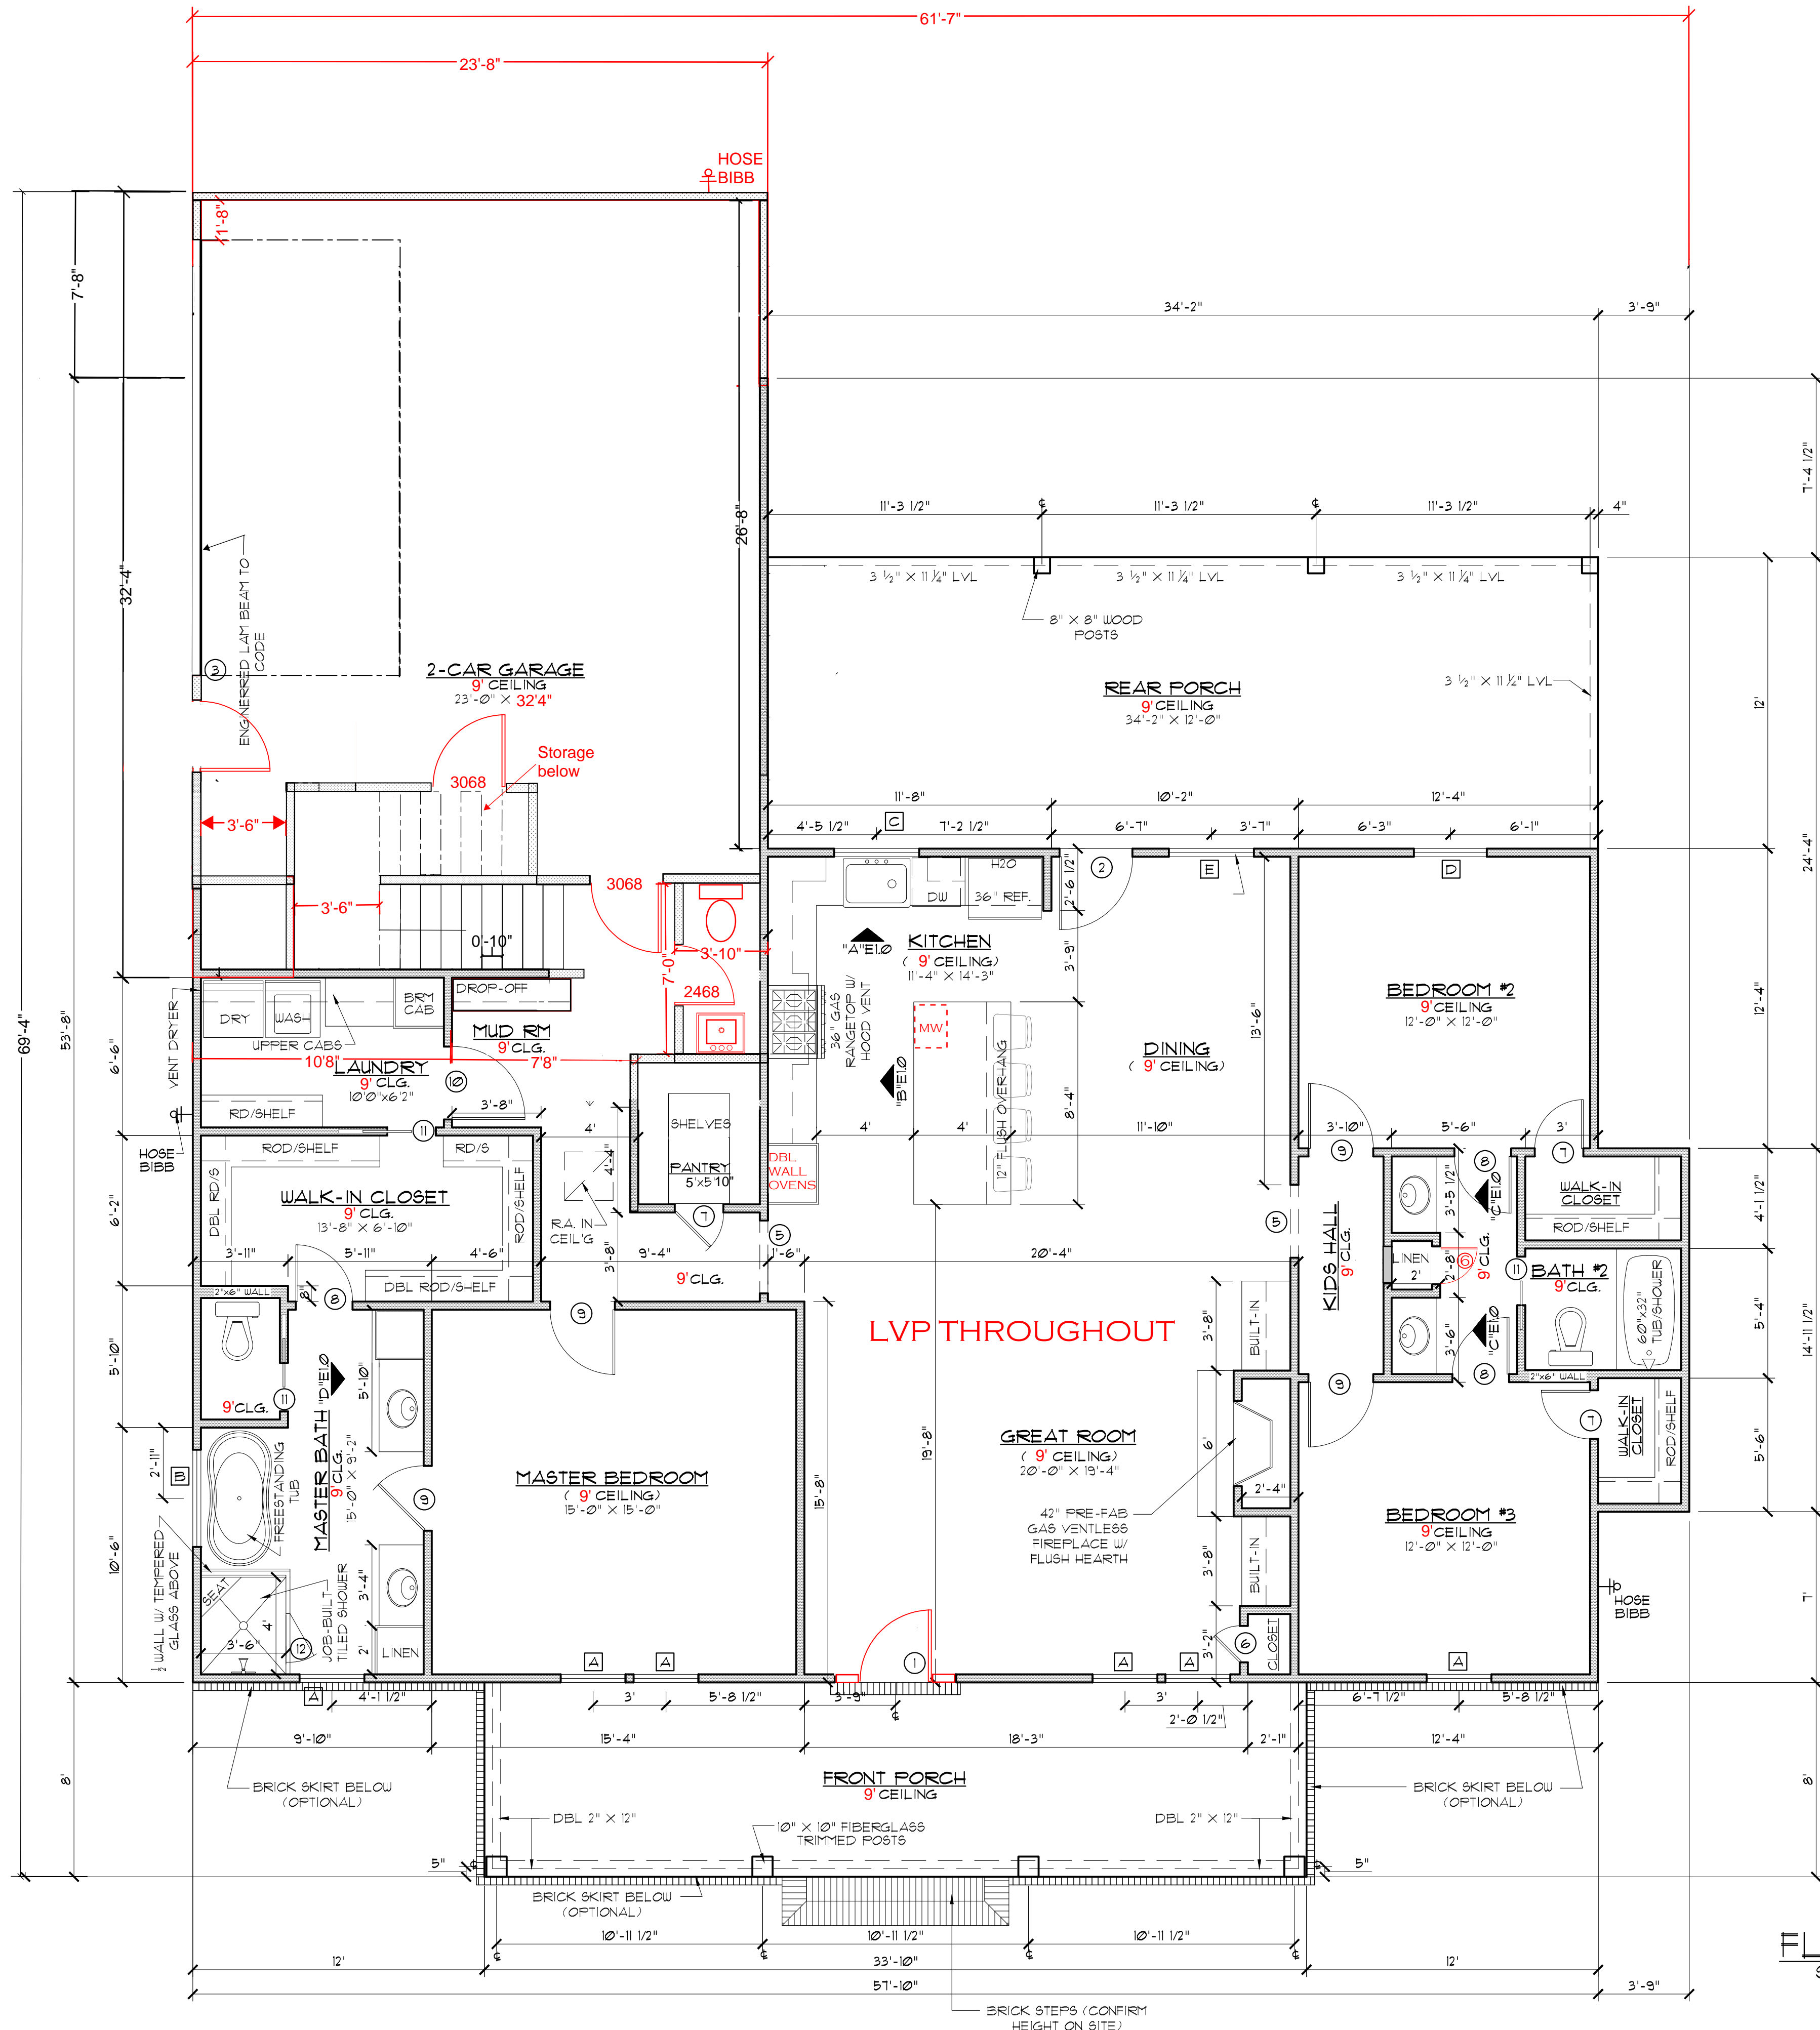 61'-7"
23'-8"
HOSE
BIBB
1'-8"
7'-8"
34'-2"
3'-9"
32'-4"
26'-8"
69'-4"
53'-8"
ENGINERRED LAM BEAM TO
CODE
3
2-CAR GARAGE
9' CEILING
23'-0" X 32'4"
Storage
below
3068
3'-6"
3'-6"
0'-10"
3068
3'-10"
7'-0"
2468
11'-3 1/2"
11'-3 1/2"
11'-3 1/2"
4"
7'-4 1/2"
3 ½" X 11 ¼" LVL
3 ½" X 11 ¼" LVL
3 ½" X 11 ¼" LVL
8" X 8" WOOD
POSTS
REAR PORCH
9' CEILING
34'-2" X 12'-0"
3 ½" X 11 ¼" LVL
12'
24'-4"
11'-8"
10'-2"
12'-4"
4'-5 1/2"
C
7'-2 1/2"
6'-7"
3'-7"
6'-3"
6'-1"
H2O
DW
36" REF.
2'-6 1/2"
2
E
D
"A"E1.0
KITCHEN
( 9' CEILING)
11'-4" X 14'-3"
3'-9"
36" GAS
RANGETOP W/
HOOD VENT
MW
"B"E1.0
12" FLUSH OVERHANG
8'-4"
13'-6"
DINING
( 9' CEILING)
4'
4'
11'-10"
DBL
WALL
OVENS
BEDROOM #2
9' CEILING
12'-0" X 12'-0"
12'-4"
VENT DRYER
DRY
WASH
BRM
CAB
DROP-OFF
UPPER CABS
MUD RM
9' CLG.
10'8"
7'8"
LAUNDRY
9' CLG.
10'0"x6'2"
10
6'-6"
RD/SHELF
3'-8"
HOSE
BIBB
11
ROD/SHELF
RD/S
DBL RD/S
WALK-IN CLOSET
9' CLG.
13'-8" X 6'-10"
ROD/SHELF
6'-2"
3'-11"
5'-11"
4'-6"
DBL ROD/SHELF
4'
4'-4"
R.A. IN
CEIL'G
SHELVES
PANTRY
5'x5'10"
7
5
3'-8"
9'-4"
1'-6"
20'-4"
9' CLG.
3'-10"
5'-6"
3'
9
8
7
3'-5 1/2"
"C"E1.0
WALK-IN
CLOSET
ROD/SHELF
4'-1 1/2"
5
KIDS HALL
9' CLG.
LINEN
2'
2'-8"
6
9' CLG.
11
BATH #2
9' CLG.
60"x32"
TUB/SHOWER
5'-4"
14'-11 1/2"
3'-6"
"C"E1.0
9
8
2"x6" WALL
7
WALK-IN
CLOSET
ROD/SHELF
5'-6"
2"x6" WALL
8
8"
9
5'-10"
9' CLG.
11
5'-10"
"D"E1.0
MASTER BATH
9' CLG.
15'-0" X 9'-2"
LVP THROUGHOUT
BUILT-IN
3'-8"
2'-11"
B
FREESTANDING
TUB
10'-6"
½ WALL W/ TEMPERED
GLASS ABOVE
SEAT
4'
3'-6"
12
JOB-BUILT
TILED SHOWER
3'-4"
2'
LINEN
9
MASTER BEDROOM
( 9' CEILING)
15'-0" X 15'-0"
15'-8"
19'-8"
GREAT ROOM
( 9' CEILING)
20'-0" X 19'-4"
6'
2'-4"
42" PRE-FAB
GAS VENTLESS
FIREPLACE W/
FLUSH HEARTH
BUILT-IN
3'-8"
3'-2"
6
CLOSET
1
BEDROOM #3
9' CEILING
12'-0" X 12'-0"
HOSE
BIBB
7'
A
A
A
A
A
A
4'-1 1/2"
3'
5'-8 1/2"
3'-9"
3'
2'-0 1/2"
6'-7 1/2"
5'-8 1/2"
9'-10"
15'-4"
18'-3"
2'-1"
12'-4"
8'
8'
BRICK SKIRT BELOW
(OPTIONAL)
FRONT PORCH
9' CEILING
BRICK SKIRT BELOW
(OPTIONAL)
DBL 2" X 12"
10" X 10" FIBERGLASS
TRIMMED POSTS
DBL 2" X 12"
5"
5"
BRICK SKIRT BELOW
(OPTIONAL)
10'-11 1/2"
10'-11 1/2"
10'-11 1/2"
12'
33'-10"
12'
57'-10"
3'-9"
BRICK STEPS (CONFIRM
HEIGHT ON SITE)
FL